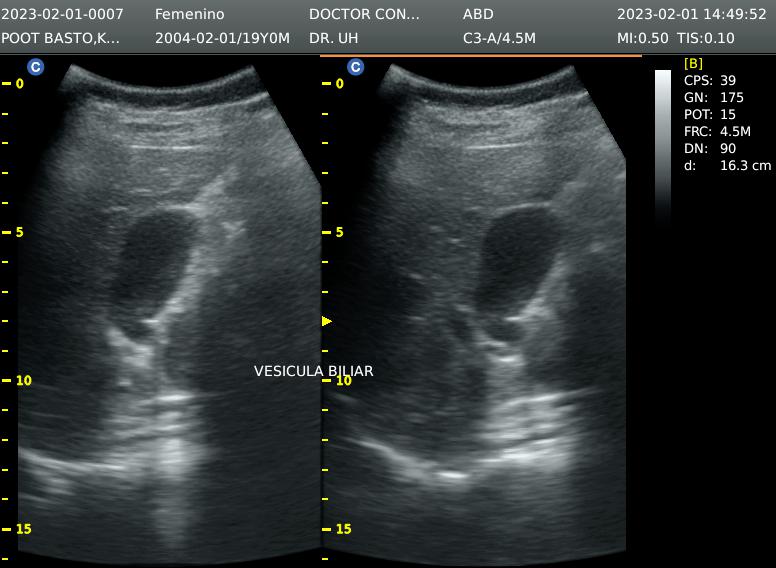 2023-02-01-0007 Femenino DOCTOR CON... ABD 2023-02-01 14:49:52
POOT BASTO,K... 2004-02-01/19Y0M DR. UH C3-A/4.5M MI:0.50 TIS:0.10
C C [B]
0 0 CPS: 39
GN: 175
POT: 15
FRC: 4.5M
DN: 90
d: 16.3 cm
5 5
VESICULA BILIAR
10 10
15 15